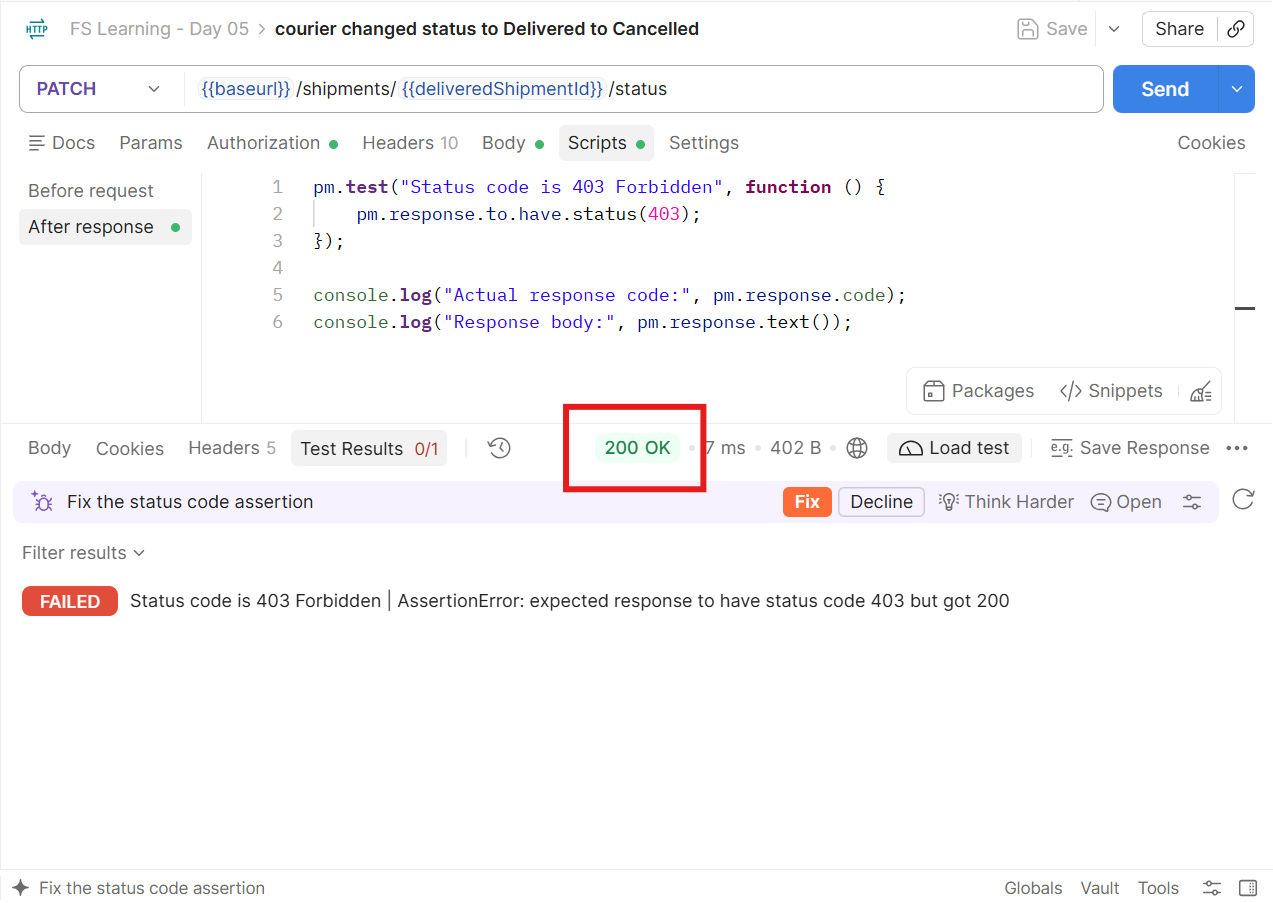 HTTP FS Learning - Day 05 > courier changed status to Delivered to Cancelled Save Share
PATCH {{baseurl}} /shipments/ {{deliveredShipmentId}} /status Send
Docs Params Authorization Headers 10 Body Scripts Settings Cookies
Before request
After response
1 pm.test("Status code is 403 Forbidden", function () {
2 pm.response.to.have.status(403);
3 });
4
5 console.log("Actual response code:", pm.response.code);
6 console.log("Response body:", pm.response.text());
Packages </> Snippets
Body Cookies Headers 5 Test Results 0/1 200 OK • 7 ms • 402 B • Load test e.g. Save Response
Fix the status code assertion Fix Decline Think Harder Open
Filter results
FAILED Status code is 403 Forbidden | AssertionError: expected response to have status code 403 but got 200
Fix the status code assertion Globals Vault Tools